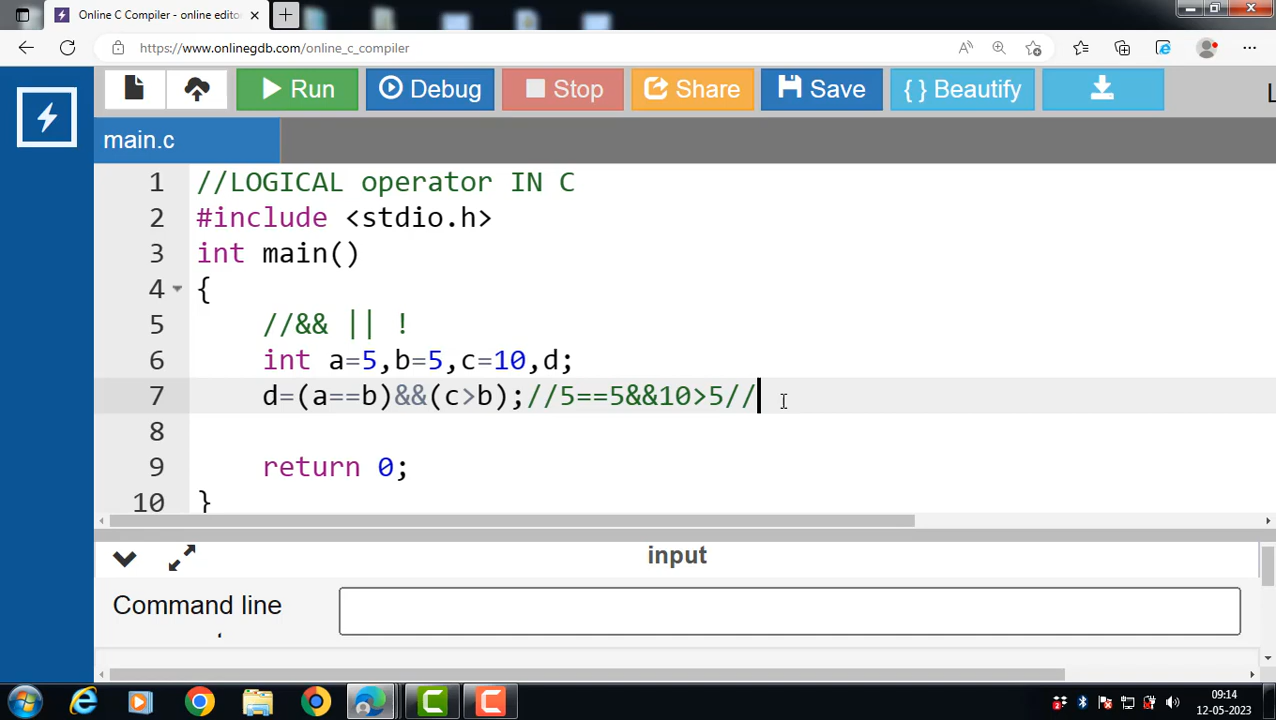 Online C Compiler - online editor
https://www.onlinegdb.com/online_c_compiler
Run Debug Stop Share Save { } Beautify
main.c
1 //LOGICAL operator IN C
2 #include <stdio.h>
3 int main()
4 {
5 //&& || !
6 int a=5,b=5,c=10,d;
7 d=(a==b)&&(c>b);//5==5&&10>5//
8
9 return 0;
10 }
input
Command line
09:14
12-05-2023